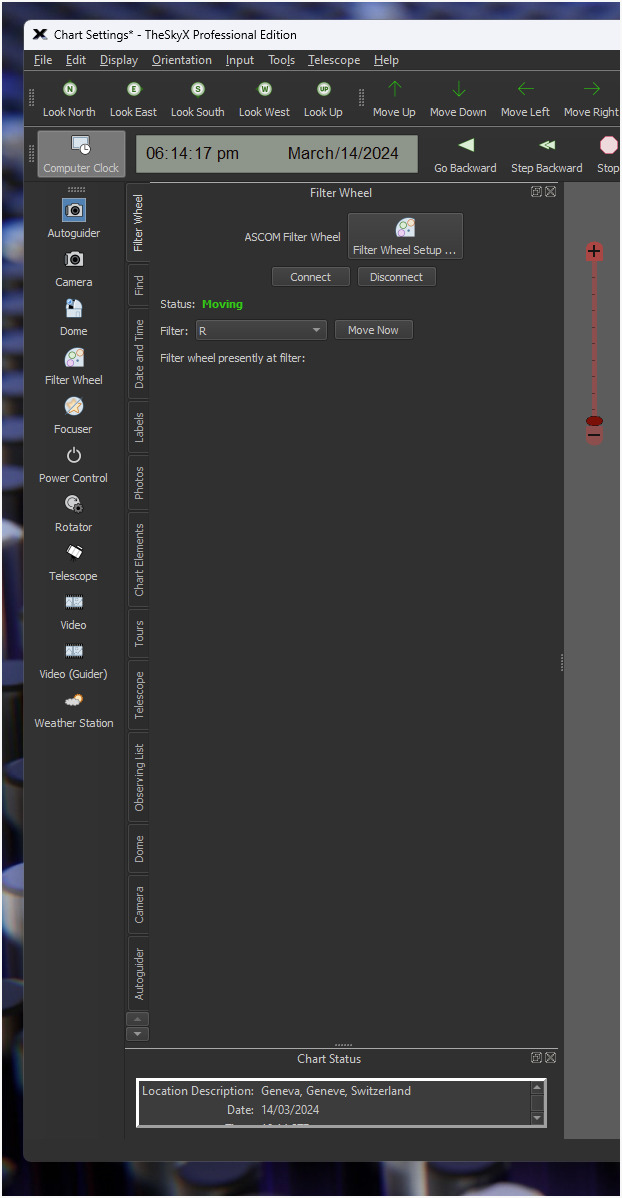 Chart Settings* - TheSkyX Professional Edition
File Edit Display Orientation Input Tools Telescope Help
N E S W UP
Look North Look East Look South Look West Look Up Move Up Move Down Move Left Move Right
06:14:17 pm March/14/2024
Computer Clock Go Backward Step Backward Stop
Autoguider
Camera
Dome
Filter Wheel
Focuser
Power Control
Rotator
Telescope
Video
Video (Guider)
Weather Station
Filter Wheel
Find
Date and Time
Labels
Photos
Chart Elements
Tours
Telescope
Observing List
Dome
Camera
Autoguider
Filter Wheel
ASCOM Filter Wheel Filter Wheel Setup ...
Connect Disconnect
Status: Moving
Filter: R Move Now
Filter wheel presently at filter:
Chart Status
Location Description: Geneva, Geneve, Switzerland
Date: 14/03/2024